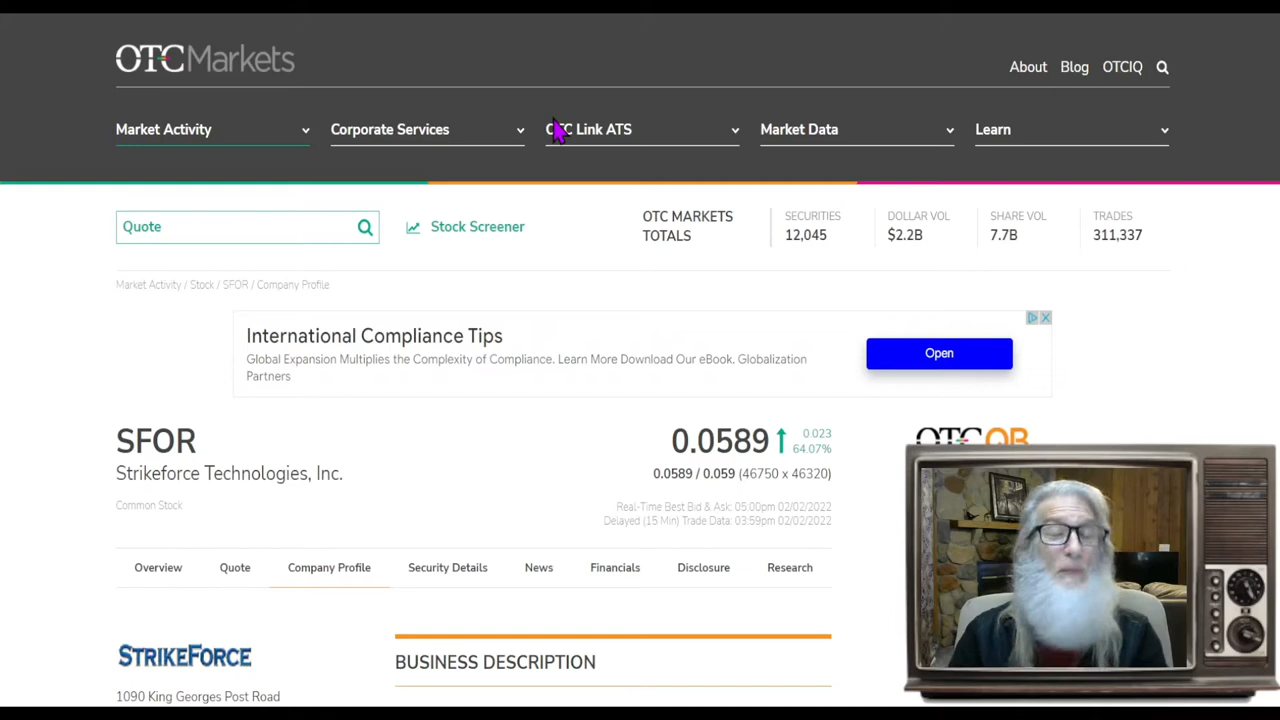 OTC Markets
About Blog OTCIQ
Market Activity Corporate Services OTC Link ATS Market Data Learn
Quote
Stock Screener
OTC MARKETS
TOTALS
SECURITIES
12,045
DOLLAR VOL
$2.2B
SHARE VOL
7.7B
TRADES
311,337
Market Activity / Stock / SFOR / Company Profile
International Compliance Tips
Global Expansion Multiplies the Complexity of Compliance. Learn More Download Our eBook. Globalization
Partners
Open
SFOR
Strikeforce Technologies, Inc.
Common Stock
0.0589
0.023
64.07%
0.0589 / 0.059 (46750 x 46320)
Real-Time Best Bid & Ask: 05:00pm 02/02/2022
Delayed (15 Min) Trade Data: 03:59pm 02/02/2022
OTCQB
Overview Quote Company Profile Security Details News Financials Disclosure Research
STRIKEFORCE
1090 King Georges Post Road
BUSINESS DESCRIPTION